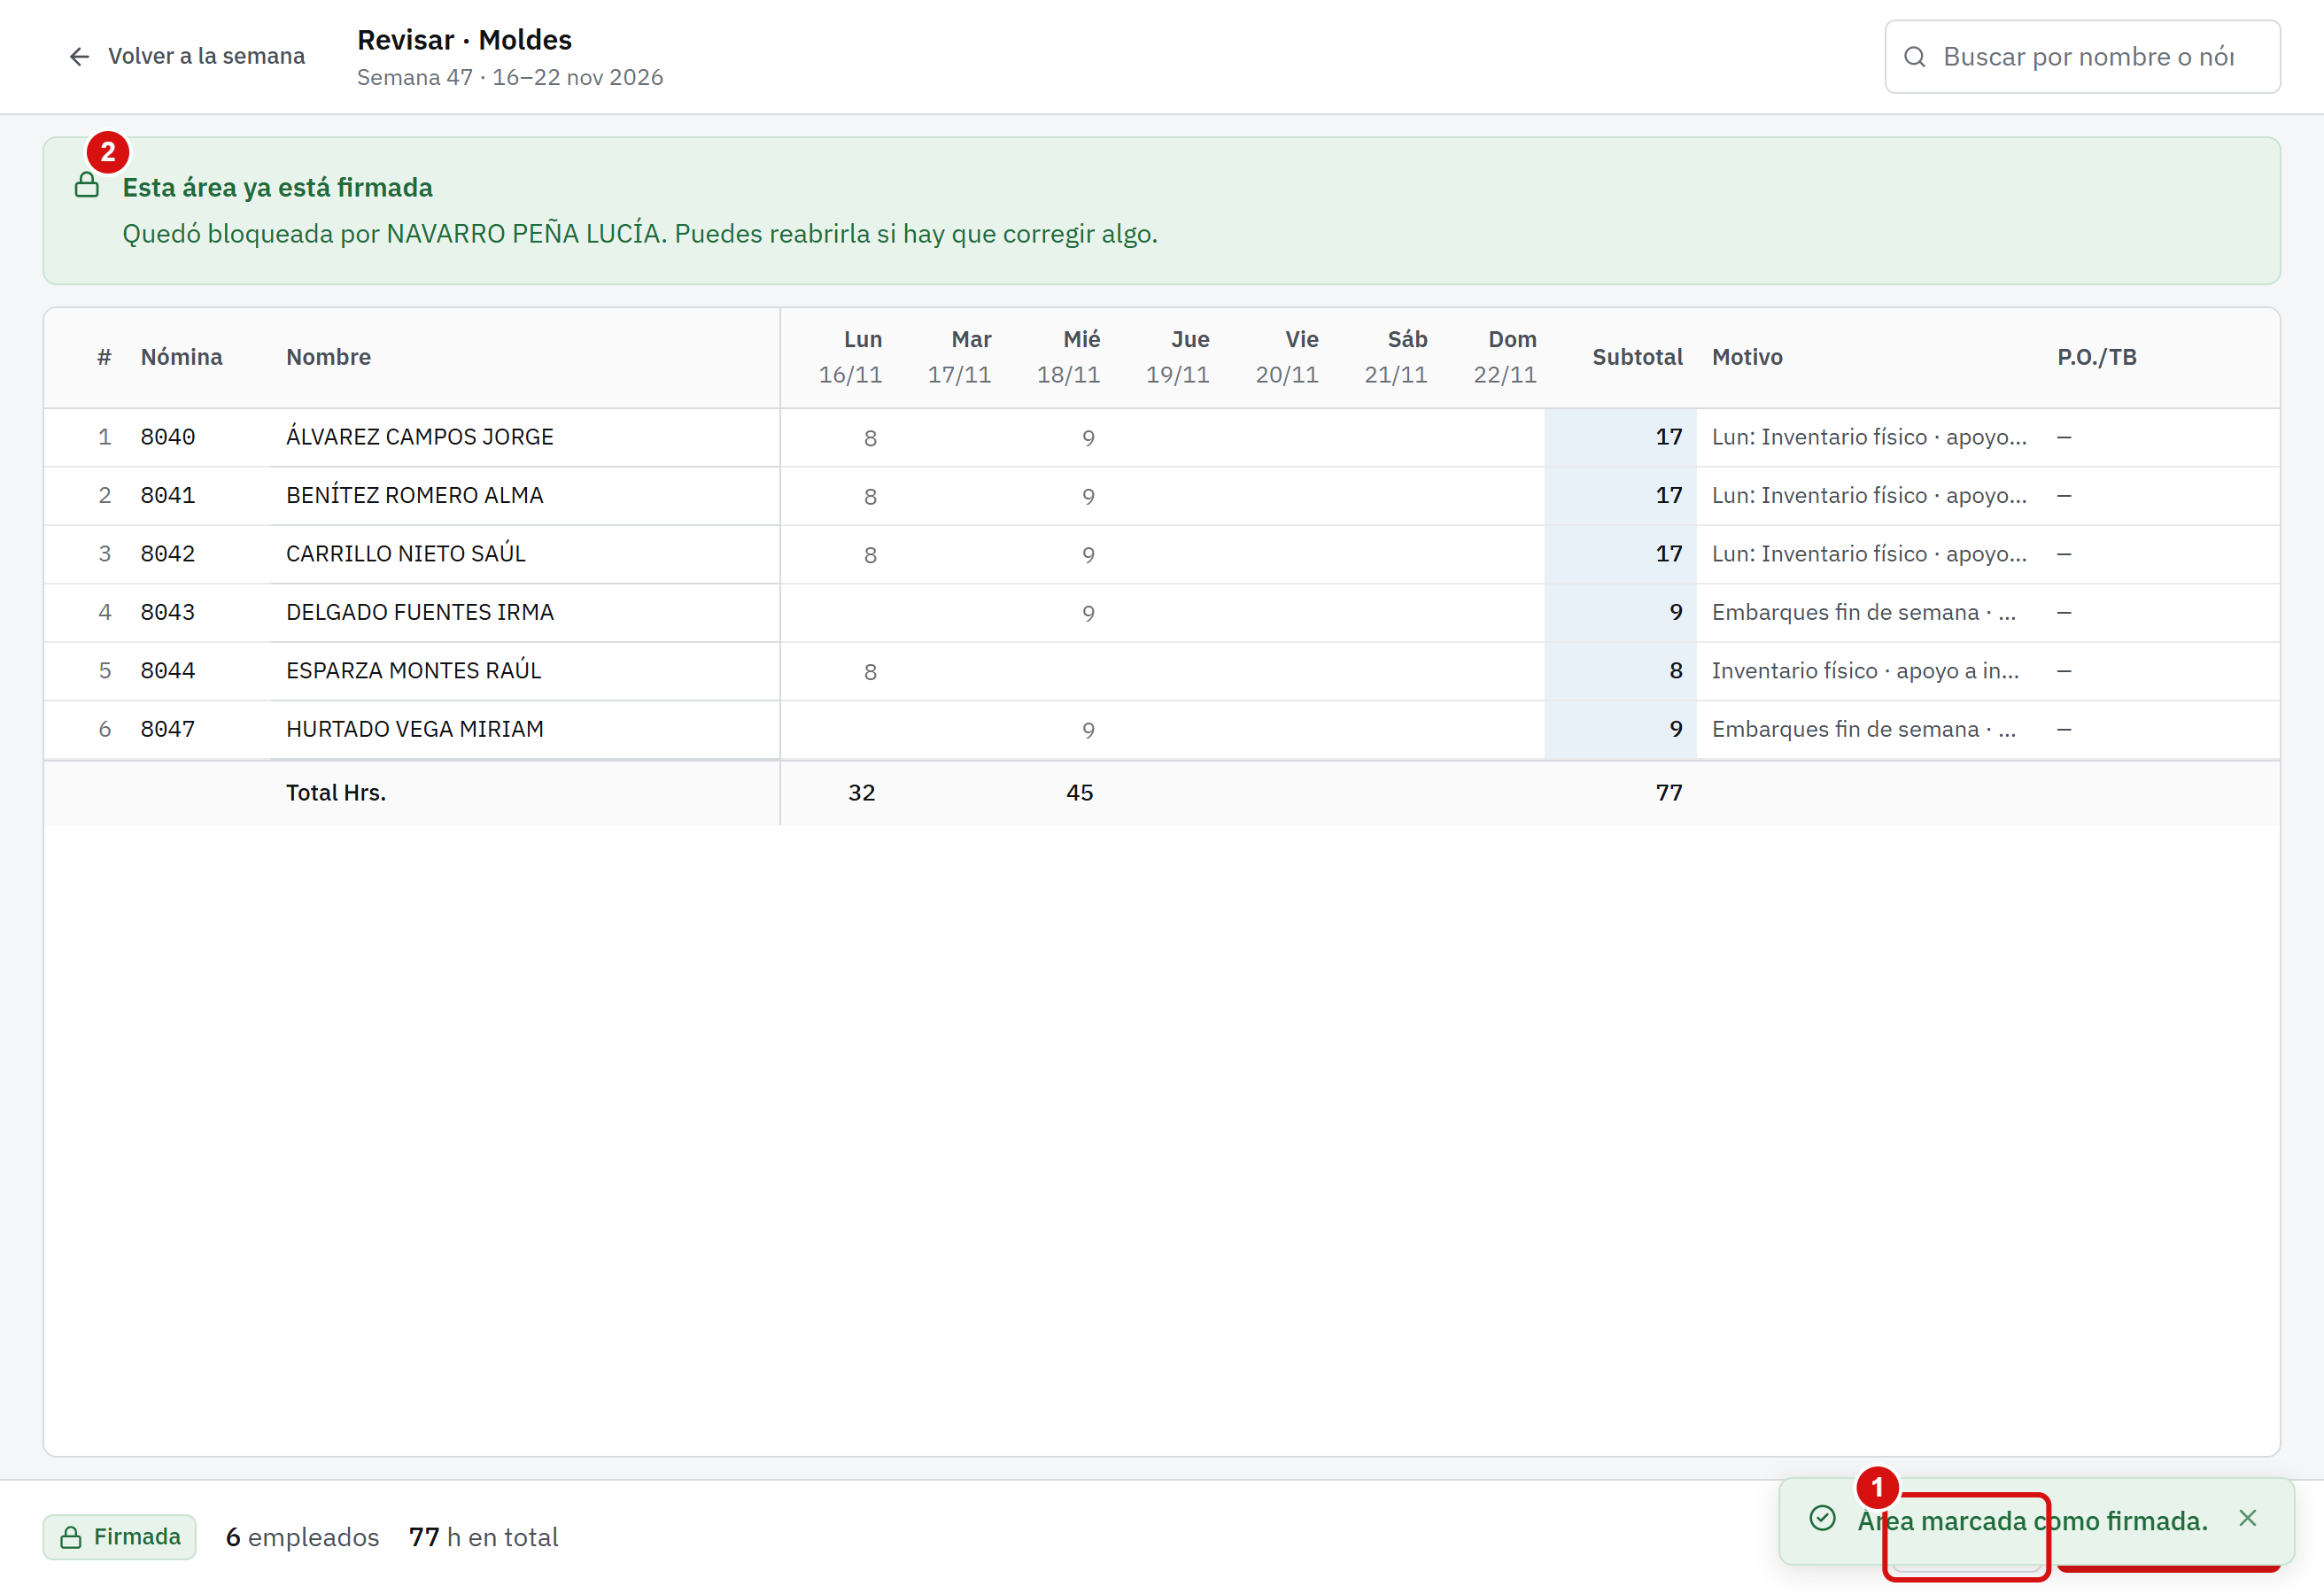 Volver a la semana
Revisar · Moldes
Semana 47 · 16–22 nov 2026
Buscar por nombre o
2
Esta área ya está firmada
Quedó bloqueada por NAVARRO PEÑA LUCÍA. Puedes reabrirla si hay que corregir algo.
# Nómina Nombre Lun 16/11 Mar 17/11 Mié 18/11 Jue 19/11 Vie 20/11 Sáb 21/11 Dom 22/11 Subtotal Motivo P.O./TB
1 8040 ÁLVAREZ CAMPOS JORGE 8 9 17 Lun: Inventario físico · apoyo... –
2 8041 BENÍTEZ ROMERO ALMA 8 9 17 Lun: Inventario físico · apoyo... –
3 8042 CARRILLO NIETO SAÚL 8 9 17 Lun: Inventario físico · apoyo... –
4 8043 DELGADO FUENTES IRMA 9 9 Embarques fin de semana · ... –
5 8044 ESPARZA MONTES RAÚL 8 8 Inventario físico · apoyo a in... –
6 8047 HURTADO VEGA MIRIAM 9 9 Embarques fin de semana · ... –
Total Hrs. 32 45 77
1
Área marcada como firmada.
Firmada 6 empleados 77 h en total